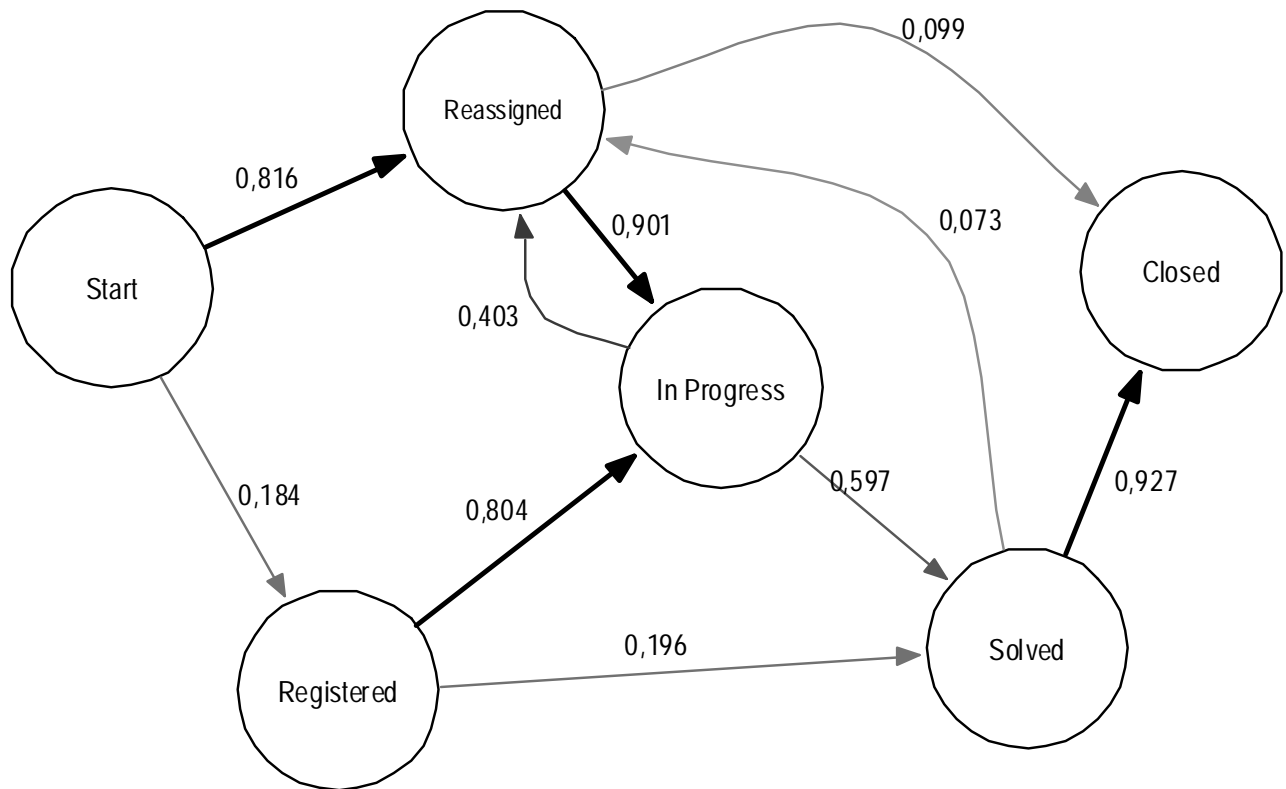 0,099
Reassigned
0,816
0,901
0,073
Closed
Start
0,403
In Progress
0,184
0,804
0,597
0,927
0,196
Solved
Registered